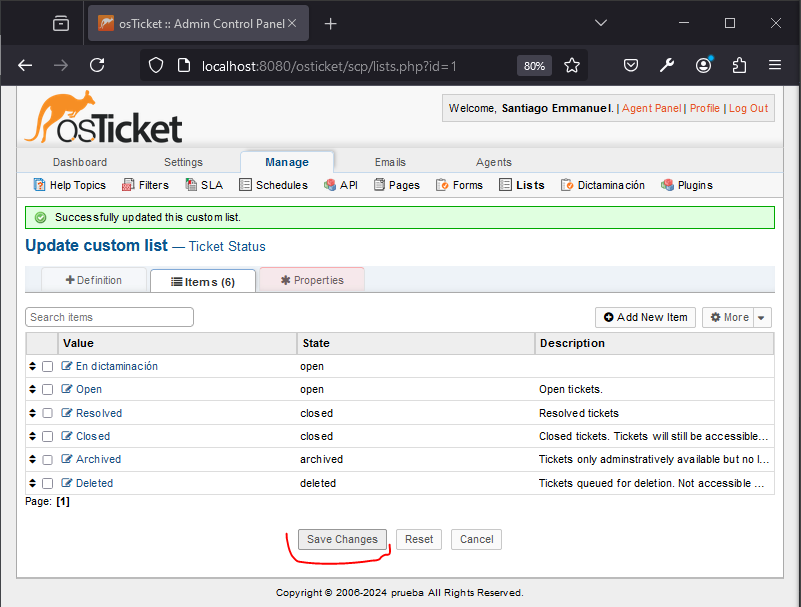 osTicket :: Admin Control Panel
localhost:8080/osticket/scp/lists.php?id=1 80%
osTicket
Welcome, Santiago Emmanuel. | Agent Panel | Profile | Log Out
Dashboard Settings Manage Emails Agents
Help Topics Filters SLA Schedules API Pages Forms Lists Dictaminación Plugins
Successfully updated this custom list.
Update custom list — Ticket Status
Definition Items (6) Properties
Search items Add New Item More
Value State Description
En dictaminación open
Open open Open tickets.
Resolved closed Resolved tickets
Closed closed Closed tickets. Tickets will still be accessible...
Archived archived Tickets only adminstratively available but no l...
Deleted deleted Tickets queued for deletion. Not accessible ...
Page: [1]
Save Changes Reset Cancel
Copyright © 2006-2024 prueba All Rights Reserved.